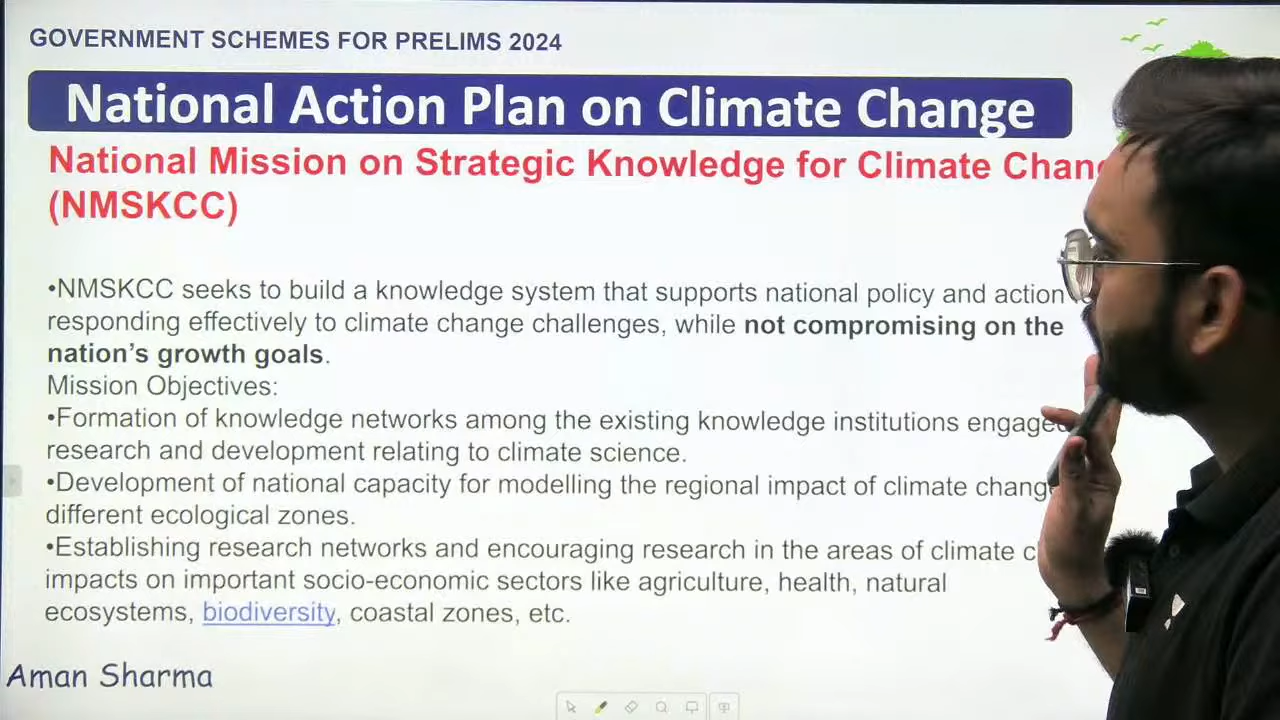 GOVERNMENT SCHEMES FOR PRELIMS 2024
National Action Plan on Climate Change
National Mission on Strategic Knowledge for Climate
(NMSKCC)
•NMSKCC seeks to build a knowledge system that supports national policy and action
responding effectively to climate change challenges, while not compromising on the
nation's growth goals.
Mission Objectives:
•Formation of knowledge networks among the existing knowledge institutions engaged
research and development relating to climate science.
•Development of national capacity for modelling the regional impact of climate change
different ecological zones.
•Establishing research networks and encouraging research in the areas of climate
impacts on important socio-economic sectors like agriculture, health, natural
ecosystems, biodiversity, coastal zones, etc.
Aman Sharma